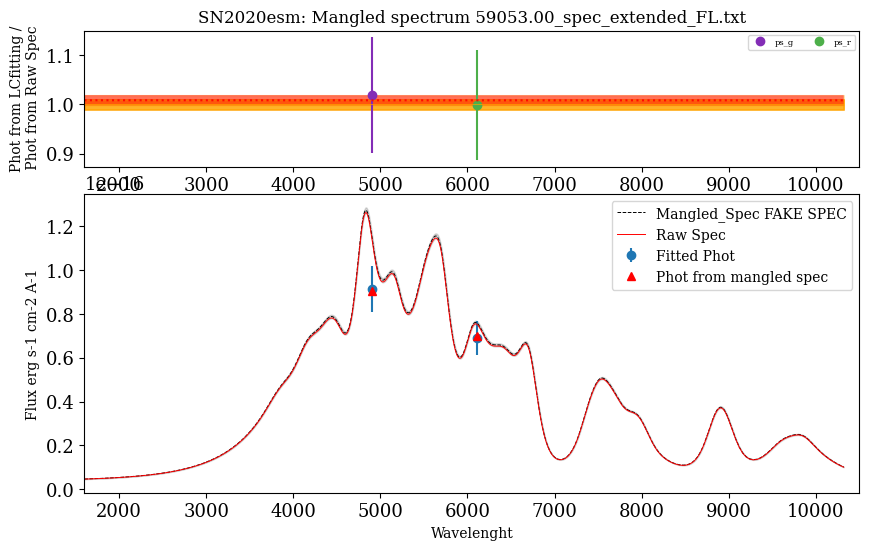 SN2020esm: Mangled spectrum 59053.00_spec_extended_FL.txt
Phot from LCfitting /
Phot from Raw Spec
1.1
1.0
0.9
ps_g
ps_r
2000 3000 4000 5000 6000 7000 8000 9000 10000
1e−16
Flux erg s-1 cm-2 A-1
1.2
1.0
0.8
0.6
0.4
0.2
0.0
Mangled_Spec FAKE SPEC
Raw Spec
Fitted Phot
Phot from mangled spec
2000 3000 4000 5000 6000 7000 8000 9000 10000
Wavelenght